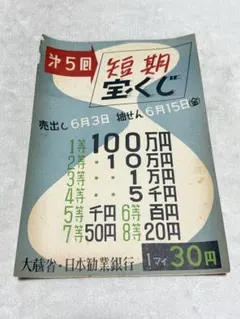 第5回
短期
宝くじ
売出し6月3日 抽せん6月15日(金)
1等 100万円
2等 ・・10万円
3等 ・・1万円
4等 ・・5千円
5等 千円 6等 百円
7等 50円 8等 20円
大蔵省・日本勧業銀行 1マイ30円